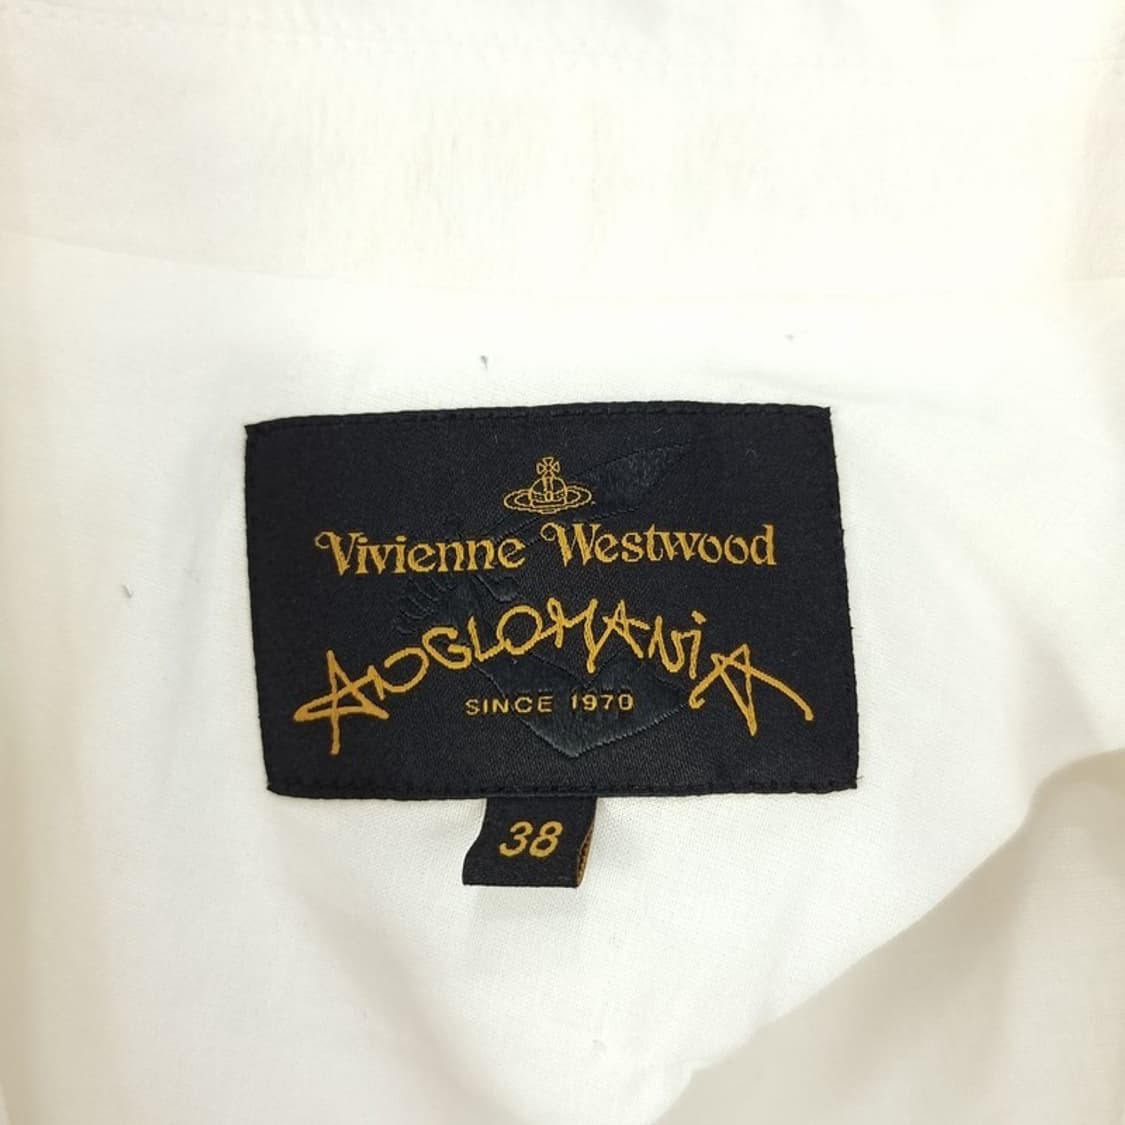 Vivienne Westwood
ANGLOMANiA
SINCE 1970
38